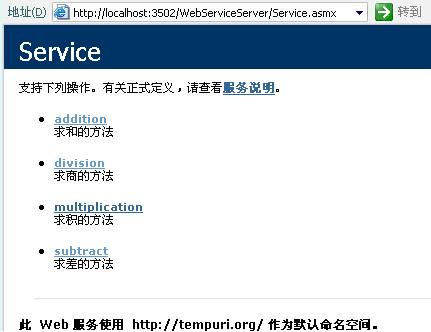 地址(D) http://localhost:3502/WebServiceServer/Service.asmx 转到
Service
支持下列操作。有关正式定义，请查看服务说明。
addition
求和的方法
division
求商的方法
multiplication
求积的方法
subtract
求差的方法
此 Web 服务使用 http://tempuri.org/ 作为默认命名空间。